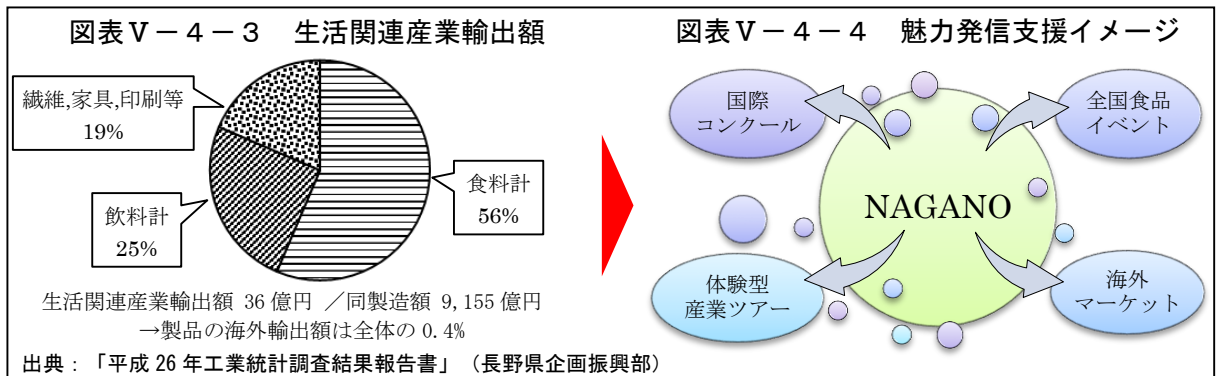 図表Ⅴ－４－３　生活関連産業輸出額
繊維,家具,印刷等
19%
食料計
56%
飲料計
25%
生活関連産業輸出額 36 億円 ／同製造額 9,155 億円
→製品の海外輸出額は全体の 0.4%
出典：「平成 26 年工業統計調査結果報告書」（長野県企画振興部）
図表Ⅴ－４－４　魅力発信支援イメージ
国際
コンクール
全国食品
イベント
NAGANO
体験型
産業ツアー
海外
マーケット